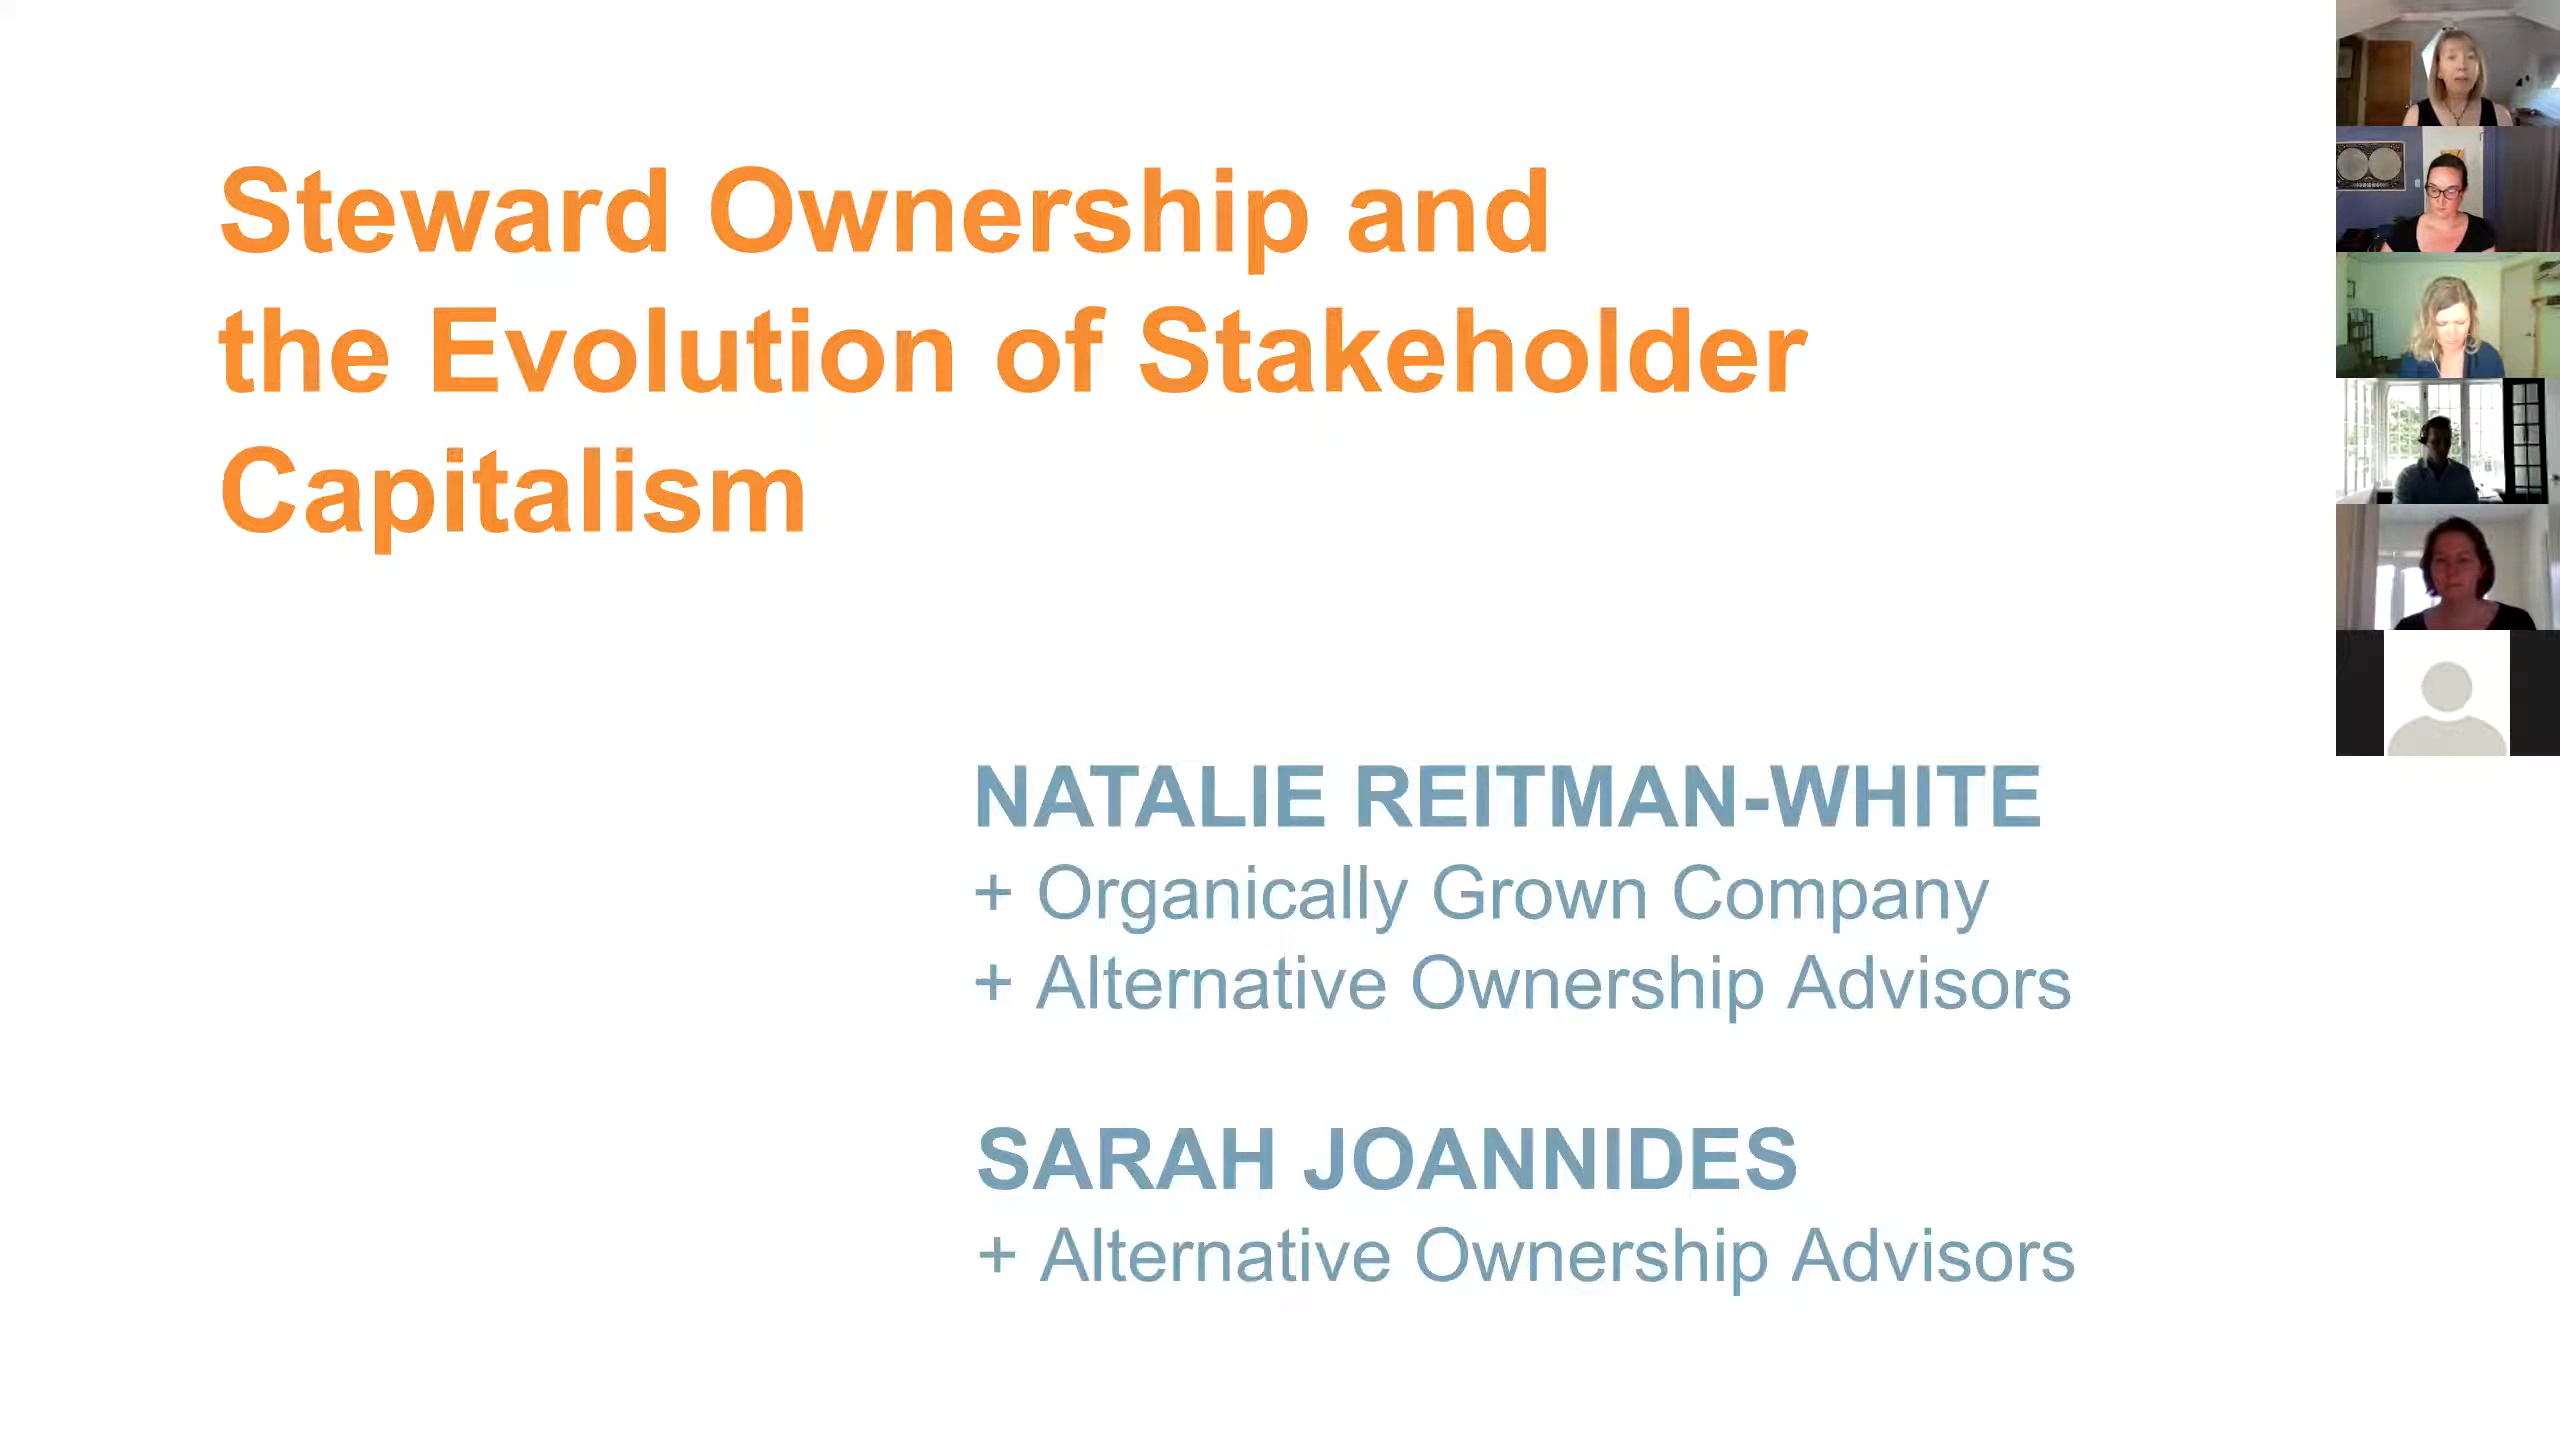 Steward Ownership and
the Evolution of Stakeholder
Capitalism
NATALIE REITMAN-WHITE
+ Organically Grown Company
+ Alternative Ownership Advisors
SARAH JOANNIDES
+ Alternative Ownership Advisors